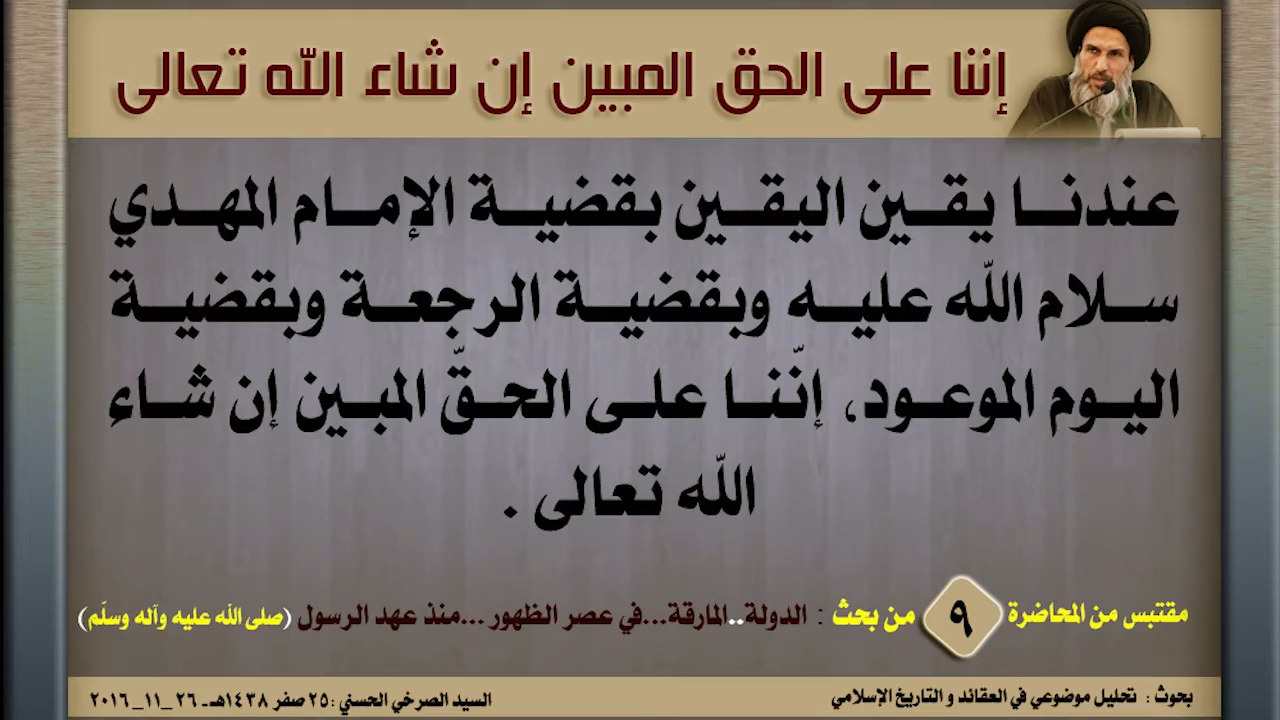 إننا على الحق المبين إن شاء الله تعالى
عندنا يقين اليقين بقضية الإمام المهدي
سلام الله عليه وبقضية الرجعة وبقضية
اليوم الموعود، إنّنا على الحقّ المبين إن شاء
الله تعالى .
مقتبس من المحاضرة ٩ من بحث : الدولة..المارقة...في عصر الظهور ...منذ عهد الرسول (صلى الله عليه وآله وسلّم)
بحوث : تحليل موضوعي في العقائد و التاريخ الإسلامي
السيد الصرخي الحسني :٢٥ صفر ١٤٣٨هـ - ٢٦ _١١_ ٢٠١٦